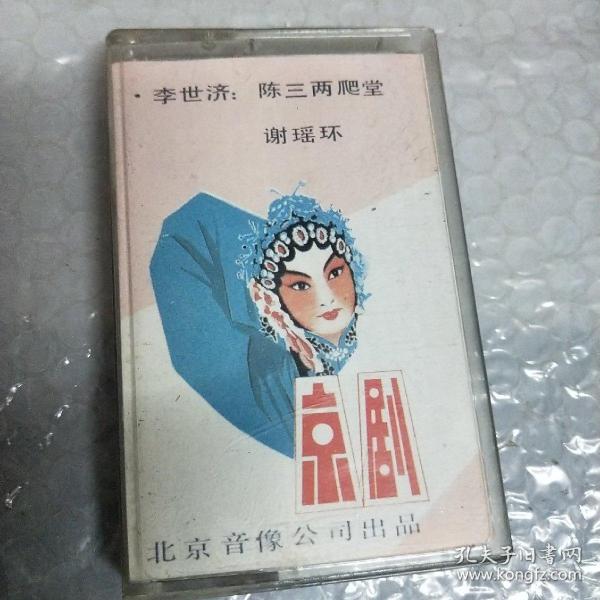 ·李世济：陈三两爬堂
谢瑶环
京剧
北京音像公司出品
孔夫子旧书网
www.kongfz.com